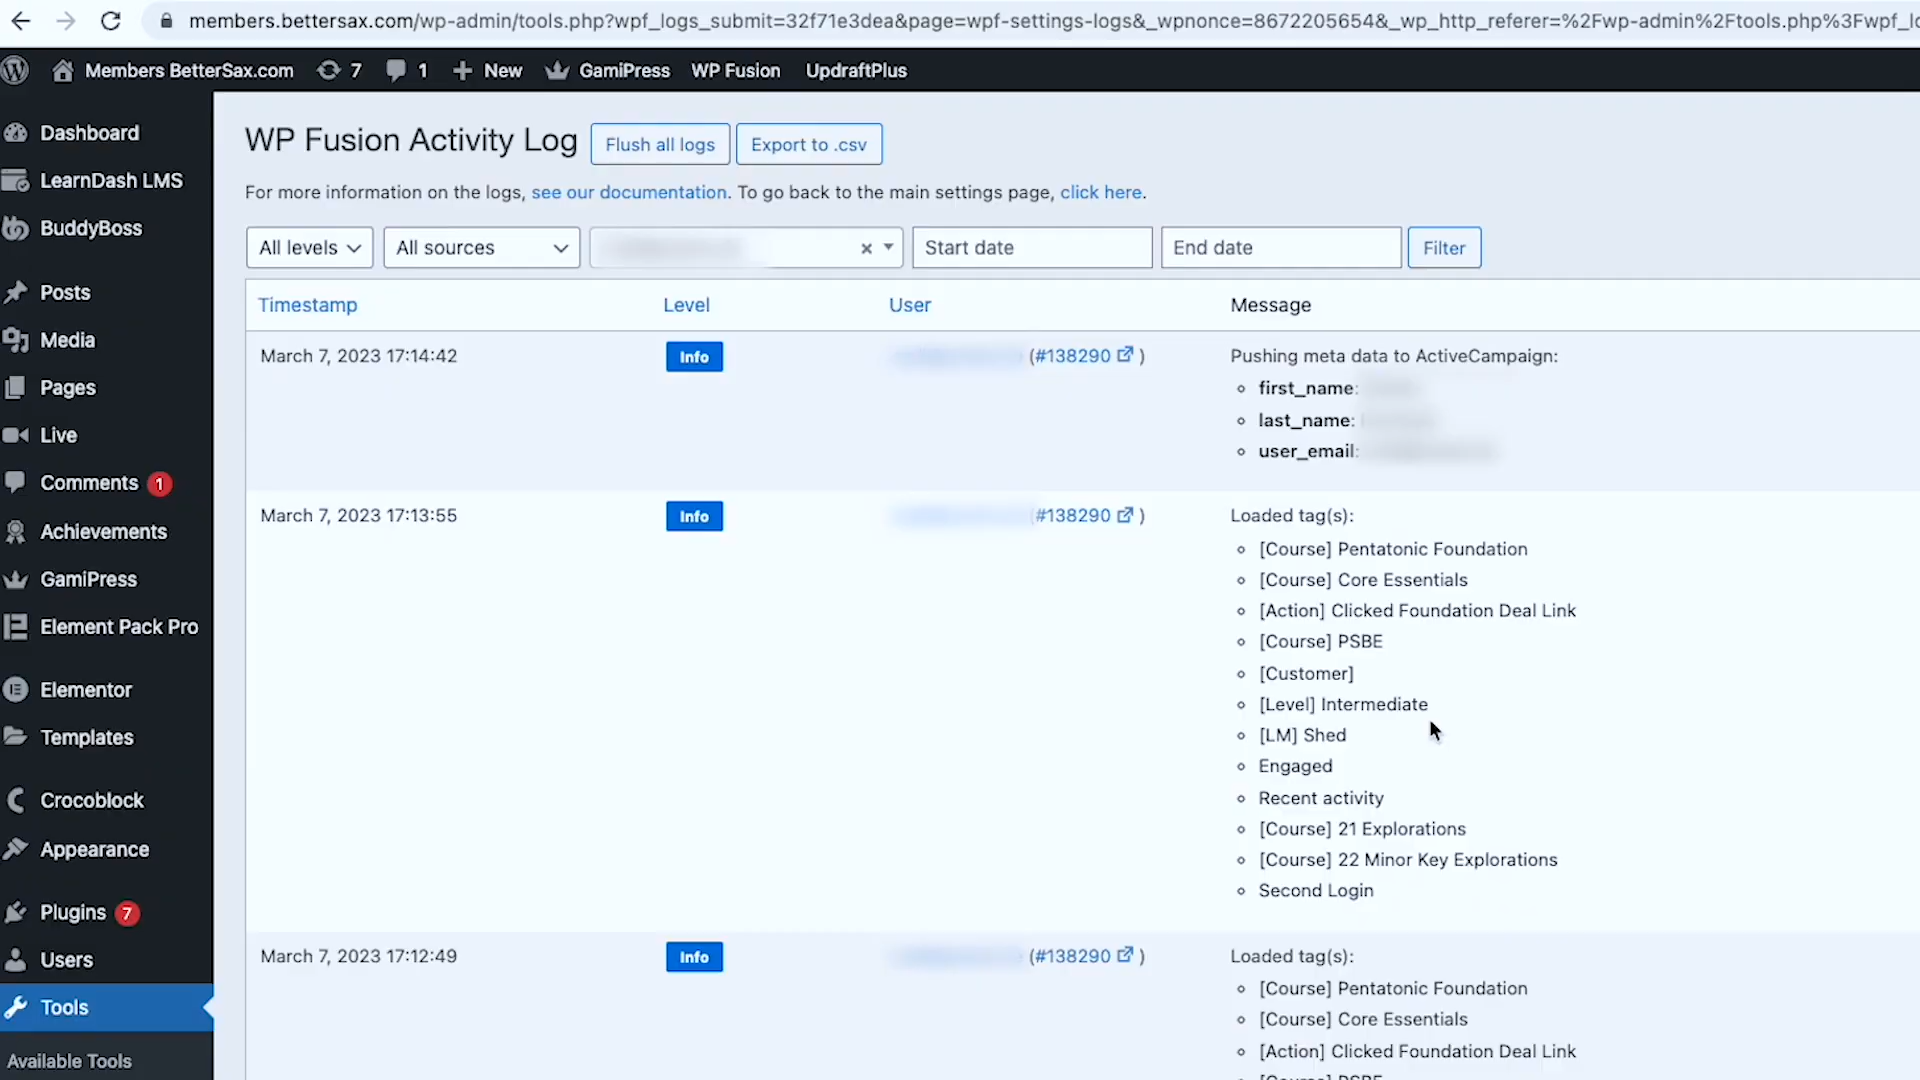 members.bettersax.com/wp-admin/tools.php?wpf_logs_submit=32f71e3dea&page=wpf-settings-logs&_wpnonce=8672205654&_wp_http_referer=%2Fwp-admin%2Ftools.php%3Fwpf_lo
Members BetterSax.com 7 1 New GamiPress WP Fusion UpdraftPlus
Dashboard
LearnDash LMS
BuddyBoss
Posts
Media
Pages
Live
Comments 1
Achievements
GamiPress
Element Pack Pro
Elementor
Templates
Crocoblock
Appearance
Plugins 7
Users
Tools
Available Tools
WP Fusion Activity Log Flush all logs Export to .csv
For more information on the logs, see our documentation. To go back to the main settings page, click here.
All levels All sources × Start date End date Filter
Timestamp Level User Message
March 7, 2023 17:14:42 Info (#138290 ) Pushing meta data to ActiveCampaign:
first_name:
last_name:
user_email:
March 7, 2023 17:13:55 Info (#138290 ) Loaded tag(s):
[Course] Pentatonic Foundation
[Course] Core Essentials
[Action] Clicked Foundation Deal Link
[Course] PSBE
[Customer]
[Level] Intermediate
[LM] Shed
Engaged
Recent activity
[Course] 21 Explorations
[Course] 22 Minor Key Explorations
Second Login
March 7, 2023 17:12:49 Info (#138290 ) Loaded tag(s):
[Course] Pentatonic Foundation
[Course] Core Essentials
[Action] Clicked Foundation Deal Link